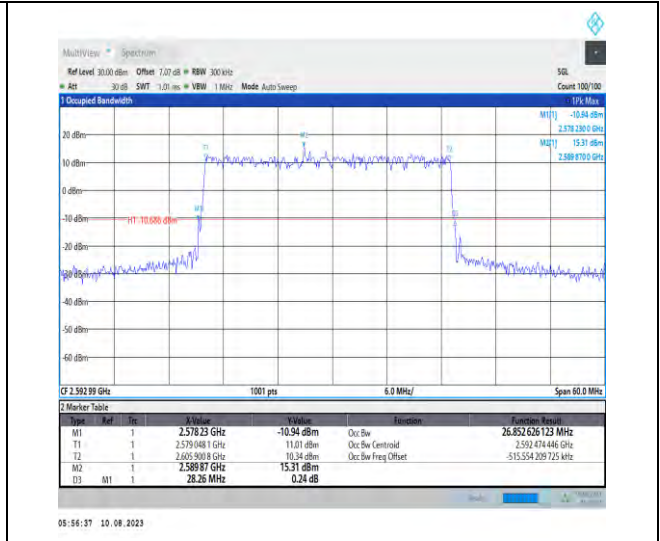 MultiView Spectrum
Ref Level 30.00 dBm Offset 7.07 dB RBW 300 kHz SGL
Att 30 dB SWT 1.01 ms VBW 1 MHz Mode Auto Sweep Count 100/100
1 Occupied Bandwidth 1Pk Max
M1[1] -10.94 dBm
2.578 230 0 GHz
M2[1] 15.31 dBm
2.589 870 0 GHz
20 dBm
T1 M2 T2
10 dBm
0 dBm
M1
-10 dBm H1 -10.686 dBm D3
-20 dBm
-30 dBm
-40 dBm
-50 dBm
-60 dBm
CF 2.592 99 GHz 1001 pts 6.0 MHz/ Span 60.0 MHz
2 Marker Table
Type Ref Trc X-Value Y-Value Function Function Result
M1 1 2.578 23 GHz -10.94 dBm Occ Bw 26.852 626 123 MHz
T1 1 2.579 048 1 GHz 11.01 dBm Occ Bw Centroid 2.592 474 446 GHz
T2 1 2.605 900 8 GHz 10.34 dBm Occ Bw Freq Offset -515.554 209 725 kHz
M2 1 2.589 87 GHz 15.31 dBm
D3 M1 1 28.26 MHz 0.24 dB
05:56:37 10.08.2023